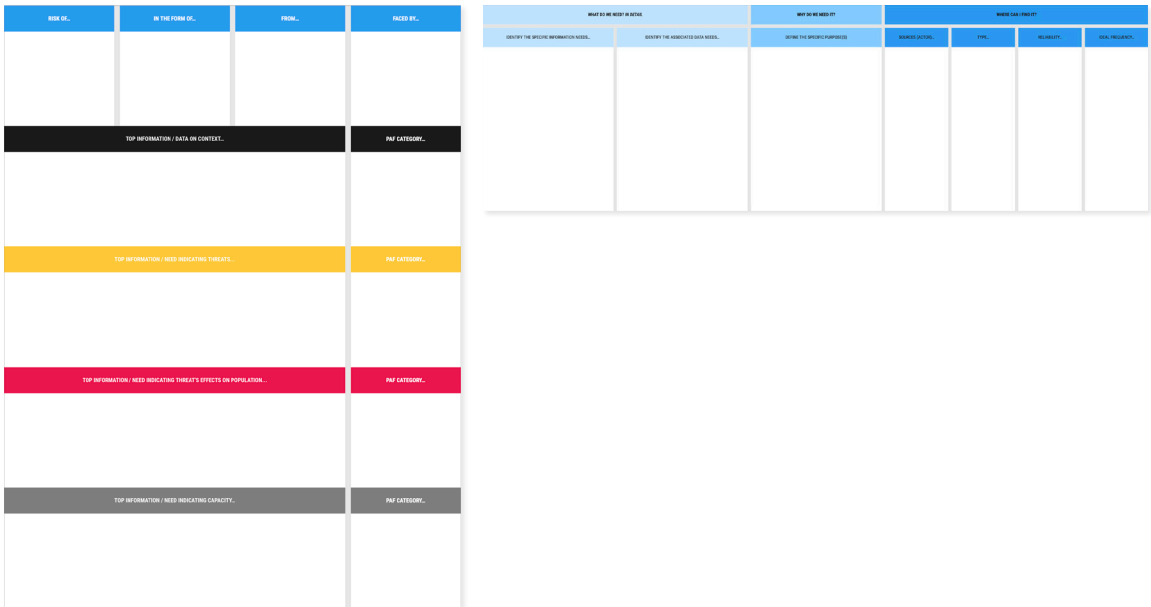 RISK OF...
IN THE FORM OF...
FROM...
FACED BY...
TOP INFORMATION / DATA ON CONTEXT...
PAF CATEGORY...
TOP INFORMATION / NEED INDICATING THREATS...
PAF CATEGORY...
TOP INFORMATION / NEED INDICATING THREAT'S EFFECTS ON POPULATION...
PAF CATEGORY...
TOP INFORMATION / NEED INDICATING CAPACITY...
PAF CATEGORY...
WHAT DO WE NEED? IN DETAIL
WHY DO WE NEED IT?
WHERE CAN I FIND IT?
IDENTIFY THE SPECIFIC INFORMATION NEEDS...
IDENTIFY THE ASSOCIATED DATA NEEDS...
DEFINE THE SPECIFIC PURPOSE(S)
SOURCES (ACTOR)...
TYPE...
RELIABILITY...
IDEAL FREQUENCY...